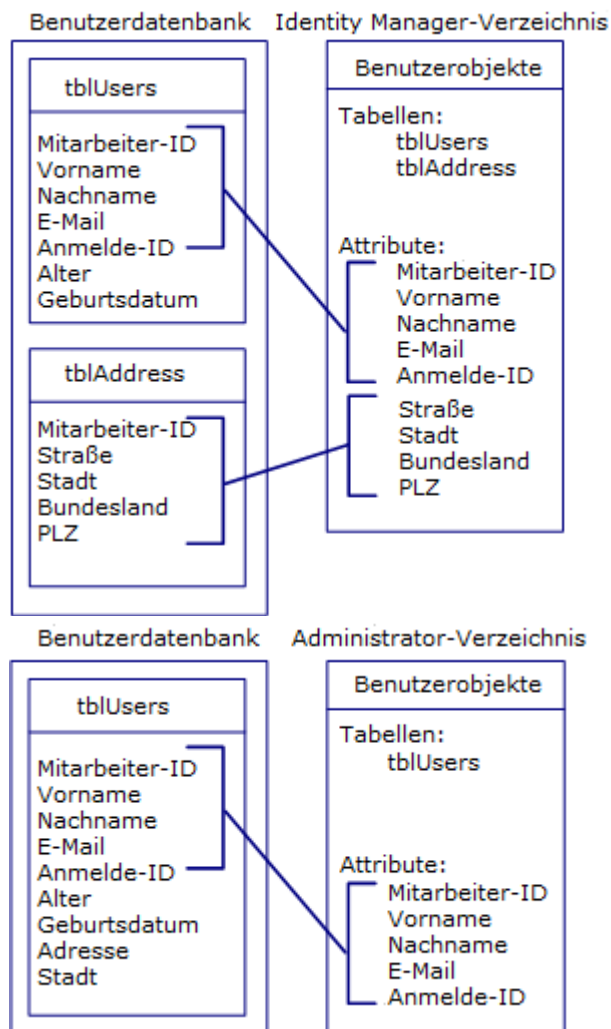 Benutzerdatenbank
tblUsers
Mitarbeiter-ID
Vorname
Nachname
E-Mail
Anmelde-ID
Alter
Geburtsdatum
tblAddress
Mitarbeiter-ID
Straße
Stadt
Bundesland
PLZ
Identity Manager-Verzeichnis
Benutzerobjekte
Tabellen:
tblUsers
tblAddress
Attribute:
Mitarbeiter-ID
Vorname
Nachname
E-Mail
Anmelde-ID
Straße
Stadt
Bundesland
PLZ
Benutzerdatenbank
tblUsers
Mitarbeiter-ID
Vorname
Nachname
E-Mail
Anmelde-ID
Alter
Geburtsdatum
Adresse
Stadt
Administrator-Verzeichnis
Benutzerobjekte
Tabellen:
tblUsers
Attribute:
Mitarbeiter-ID
Vorname
Nachname
E-Mail
Anmelde-ID